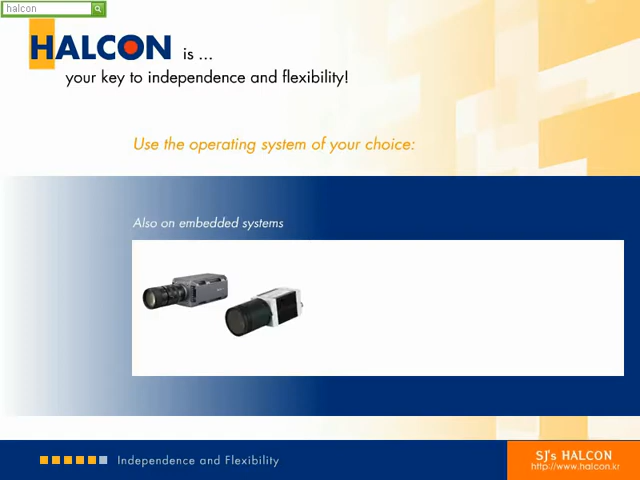 halcon
HALCON is ...
your key to independence and flexibility!
Use the operating system of your choice:
Also on embedded systems
Independence and Flexibility
SJ's HALCON
http://www.halcon.kr